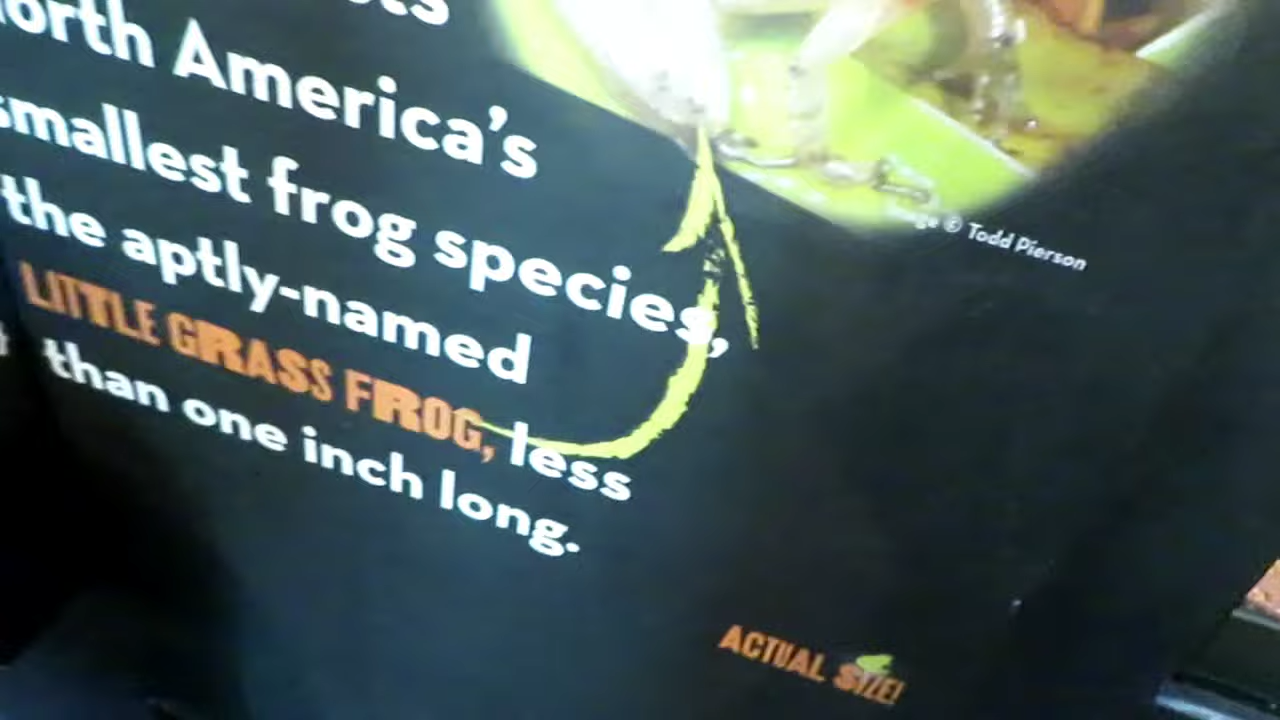 North America's
smallest frog species,
the aptly-named
LITTLE GRASS FROG, less
than one inch long.
© Todd Pierson
ACTUAL SIZE!